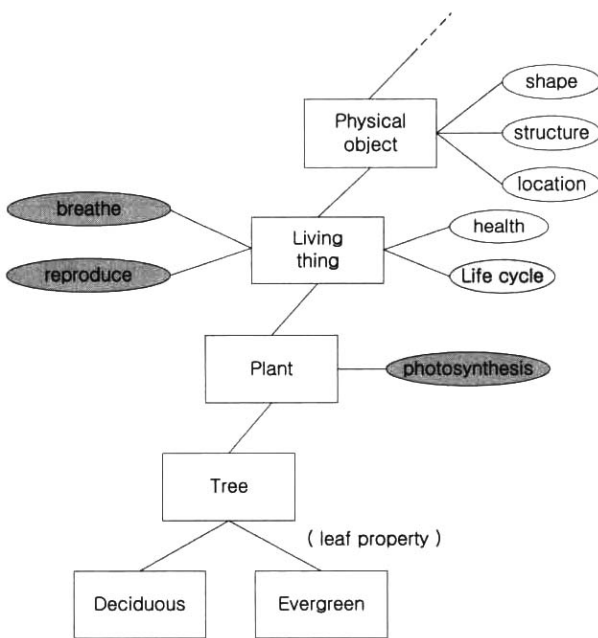 shape
Physical
object
structure
location
breathe
Living
thing
health
reproduce
Life cycle
Plant
photosynthesis
Tree
( leaf property )
Deciduous
Evergreen